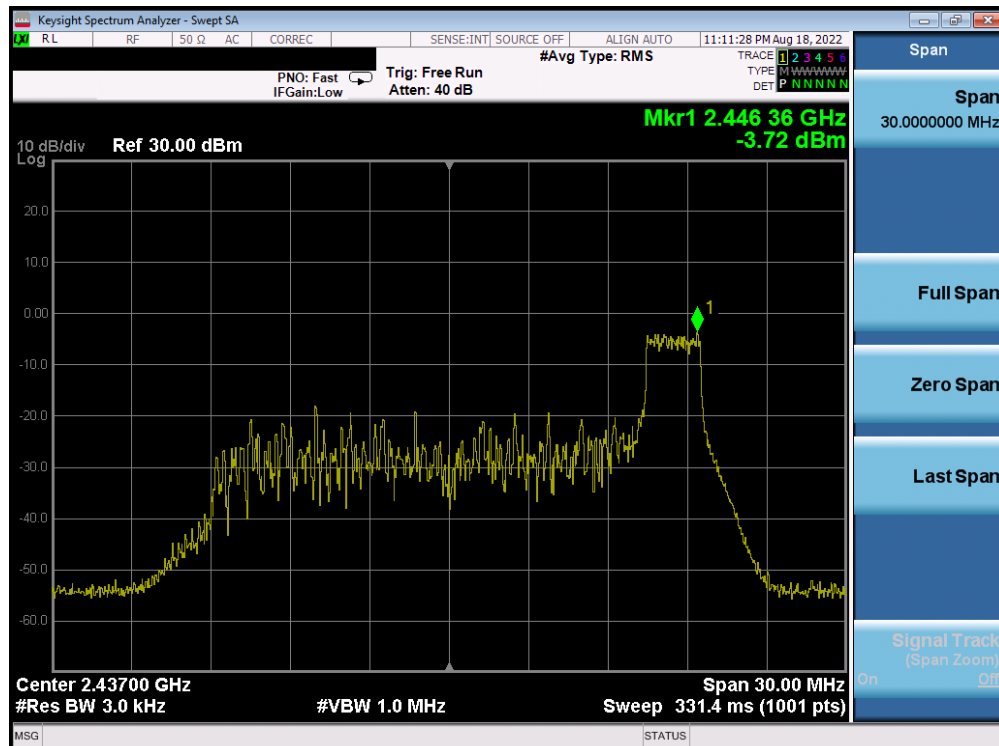 Keysight Spectrum Analyzer - Swept SA
LXI RL RF 50 Ω AC CORREC SENSE:INT SOURCE OFF ALIGN AUTO 11:11:28 PM Aug 18, 2022
#Avg Type: RMS
TRACE 1 2 3 4 5 6
PNO: Fast
Trig: Free Run
TYPE M W W W W W
IFGain:Low
Atten: 40 dB
DET P N N N N N
Mkr1 2.446 36 GHz
-3.72 dBm
10 dB/div
Log
Ref 30.00 dBm
20.0
10.0
0.00
-10.0
-20.0
-30.0
-40.0
-50.0
-60.0
1
Center 2.43700 GHz
Span 30.00 MHz
#Res BW 3.0 kHz
#VBW 1.0 MHz
Sweep 331.4 ms (1001 pts)
MSG
STATUS
Span
Span
30.0000000 MHz
Full Span
Zero Span
Last Span
Signal Track
(Span Zoom)
On Off